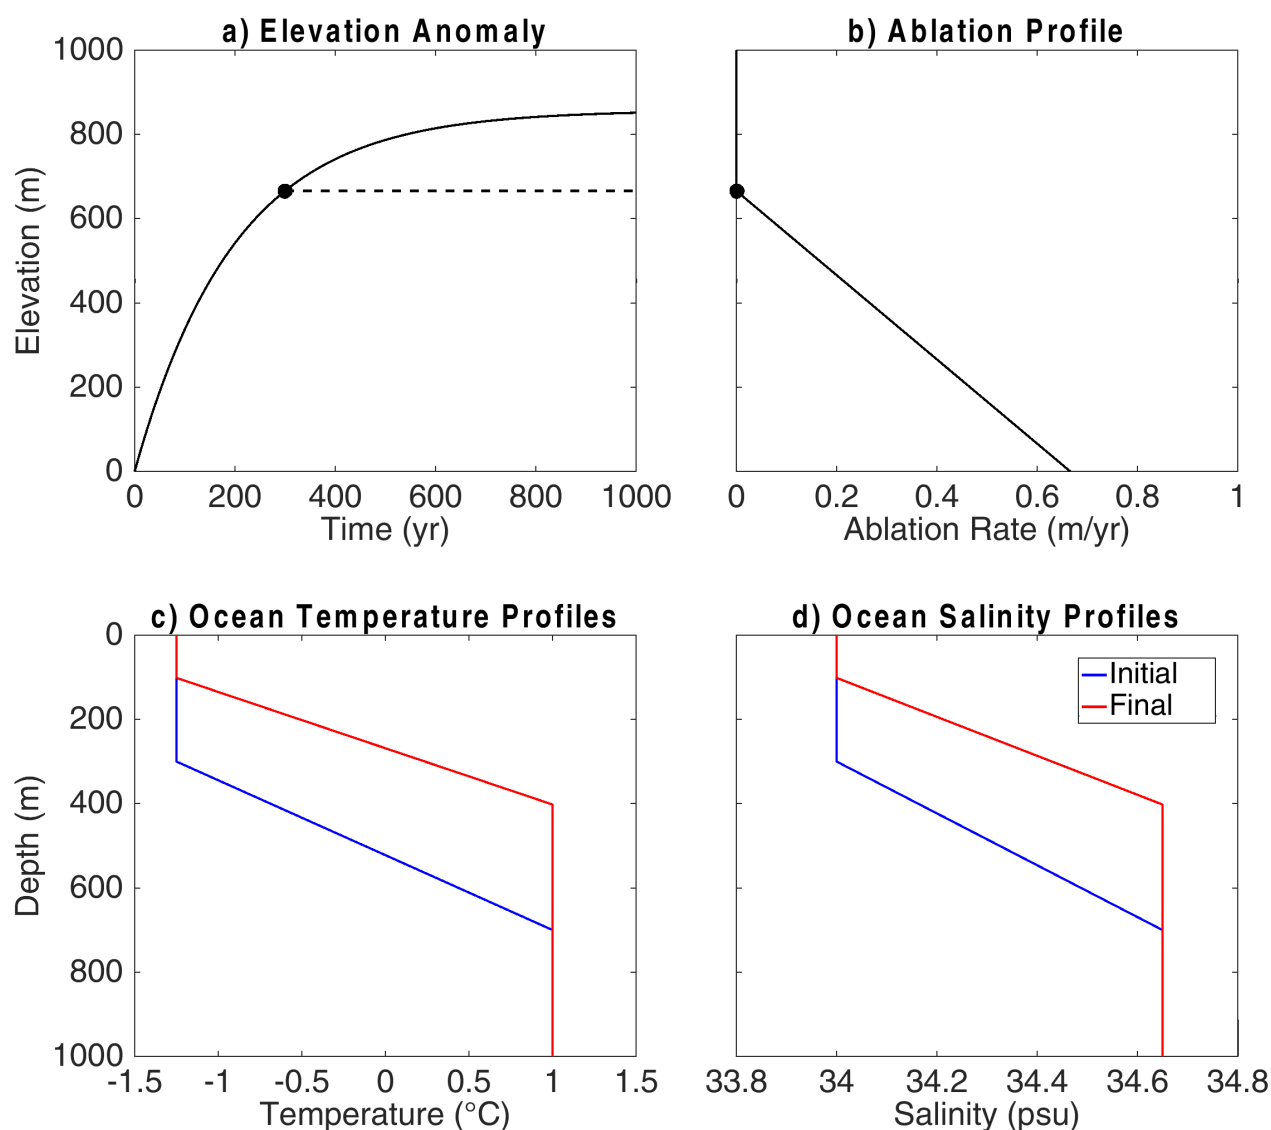 a) Elevation Anomaly
b) Ablation Profile
1000
800
600
400
200
0
Elevation (m)
0 200 400 600 800 1000
Time (yr)
0 0.2 0.4 0.6 0.8 1
Ablation Rate (m/yr)
c) Ocean Temperature Profiles
d) Ocean Salinity Profiles
0
200
400
600
800
1000
Depth (m)
-1.5 -1 -0.5 0 0.5 1 1.5
Temperature (°C)
Initial
Final
33.8 34 34.2 34.4 34.6 34.8
Salinity (psu)